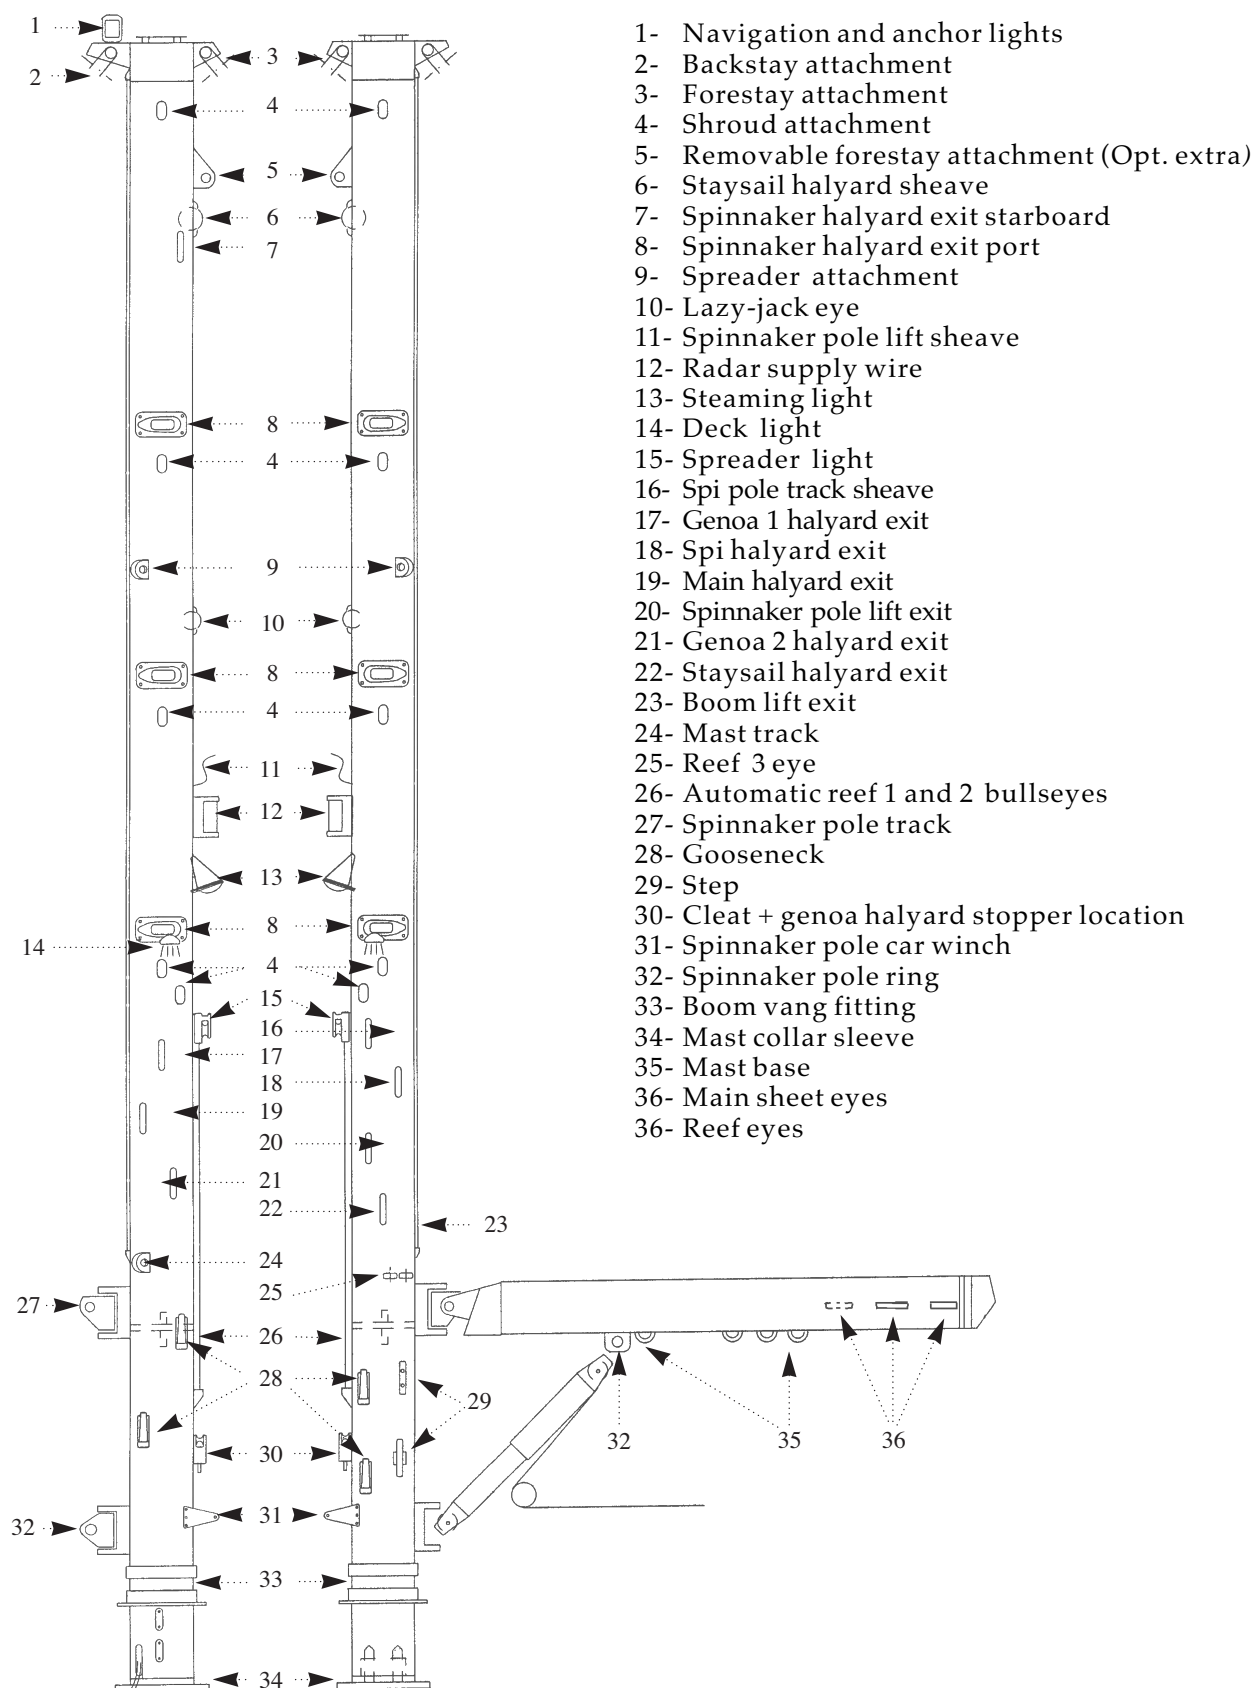 1
2
3
4
5
6
7
8
4
9
10
8
4
11
12
13
8
14
4
15
16
17
18
19
20
21
22
23
24
25
27
26
28
29
30
32
35
36
31
32
33
34
1- Navigation and anchor lights
2- Backstay attachment
3- Forestay attachment
4- Shroud attachment
5- Removable forestay attachment (Opt. extra)
6- Staysail halyard sheave
7- Spinnaker halyard exit starboard
8- Spinnaker halyard exit port
9- Spreader attachment
10- Lazy-jack eye
11- Spinnaker pole lift sheave
12- Radar supply wire
13- Steaming light
14- Deck light
15- Spreader light
16- Spi pole track sheave
17- Genoa 1 halyard exit
18- Spi halyard exit
19- Main halyard exit
20- Spinnaker pole lift exit
21- Genoa 2 halyard exit
22- Staysail halyard exit
23- Boom lift exit
24- Mast track
25- Reef 3 eye
26- Automatic reef 1 and 2 bullseyes
27- Spinnaker pole track
28- Gooseneck
29- Step
30- Cleat + genoa halyard stopper location
31- Spinnaker pole car winch
32- Spinnaker pole ring
33- Boom vang fitting
34- Mast collar sleeve
35- Mast base
36- Main sheet eyes
36- Reef eyes